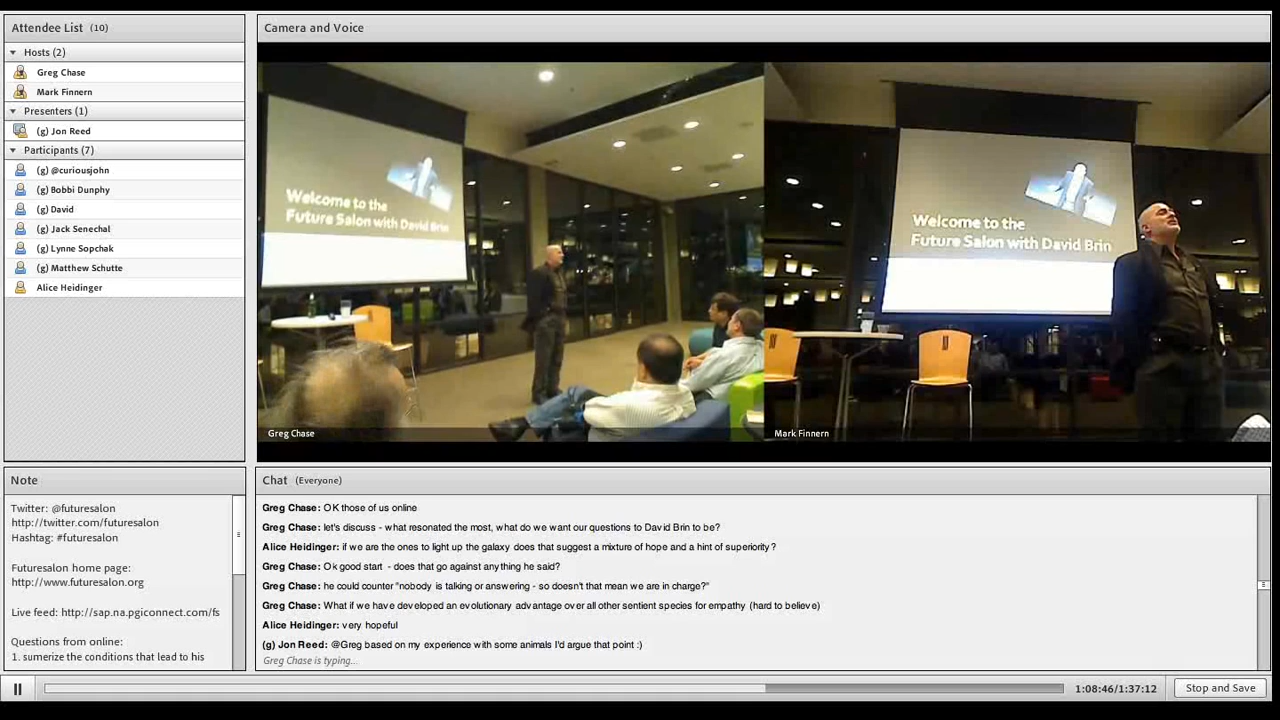 Attendee List (10)
Hosts (2)
Greg Chase
Mark Finnern
Presenters (1)
(g) Jon Reed
Participants (7)
(g) @curiousjohn
(g) Bobbi Dunphy
(g) David
(g) Jack Senechal
(g) Lynne Sopchak
(g) Matthew Schutte
Alice Heidinger
Camera and Voice
Welcome to the
Future Salon with David Brin
Greg Chase
Welcome to the
Future Salon with David Brin
Mark Finnern
Note
Twitter: @futuresalon
http://twitter.com/futuresalon
Hashtag: #futuresalon
Futuresalon home page:
http://www.futuresalon.org
Live feed: http://sap.na.pgiconnect.com/fs
Questions from online:
1. sumerize the conditions that lead to his
Chat (Everyone)
Greg Chase: OK those of us online
Greg Chase: let's discuss - what resonated the most, what do we want our questions to David Brin to be?
Alice Heidinger: if we are the ones to light up the galaxy does that suggest a mixture of hope and a hint of superiority?
Greg Chase: Ok good start - does that go against anything he said?
Greg Chase: he could counter "nobody is talking or answering - so doesn't that mean we are in charge?"
Greg Chase: What if we have developed an evolutionary advantage over all other sentient species for empathy (hard to believe)
Alice Heidinger: very hopeful
(g) Jon Reed: @Greg based on my experience with some animals I'd argue that point :)
Greg Chase is typing...
1:08:46/1:37:12
Stop and Save